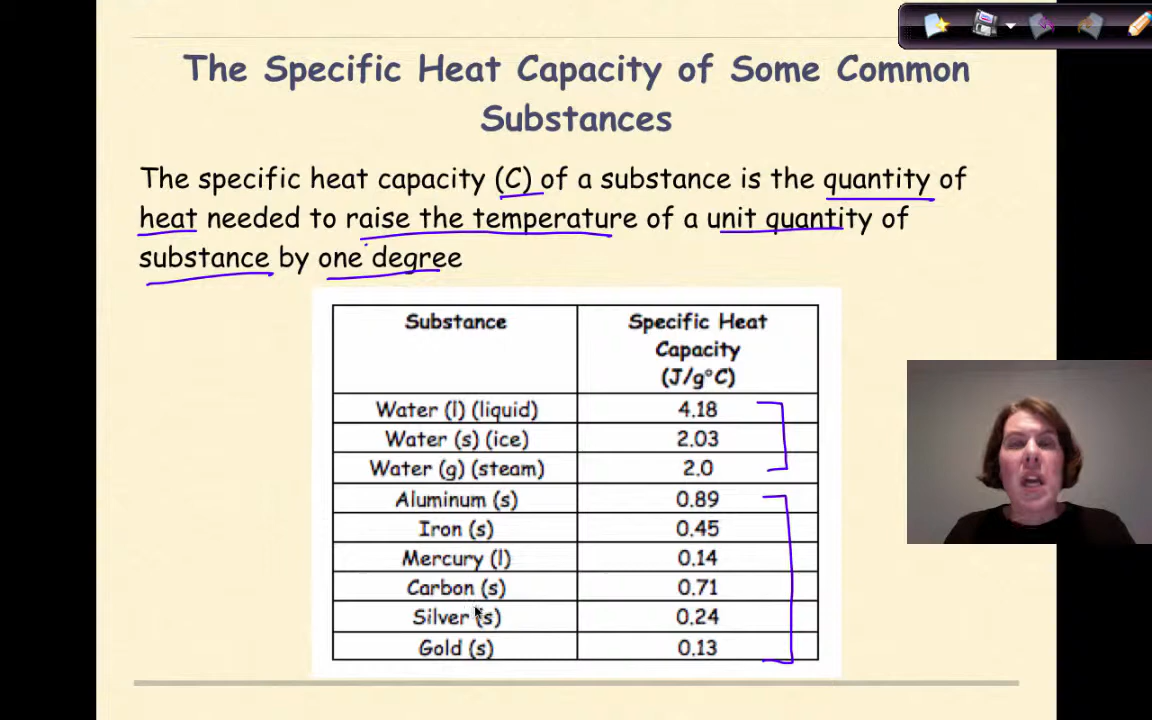 The Specific Heat Capacity of Some Common
Substances
The specific heat capacity (C) of a substance is the quantity of
heat needed to raise the temperature of a unit quantity of
substance by one degree
Substance Specific Heat
Capacity
(J/g°C)
Water (l) (liquid) 4.18
Water (s) (ice) 2.03
Water (g) (steam) 2.0
Aluminum (s) 0.89
Iron (s) 0.45
Mercury (l) 0.14
Carbon (s) 0.71
Silver (s) 0.24
Gold (s) 0.13